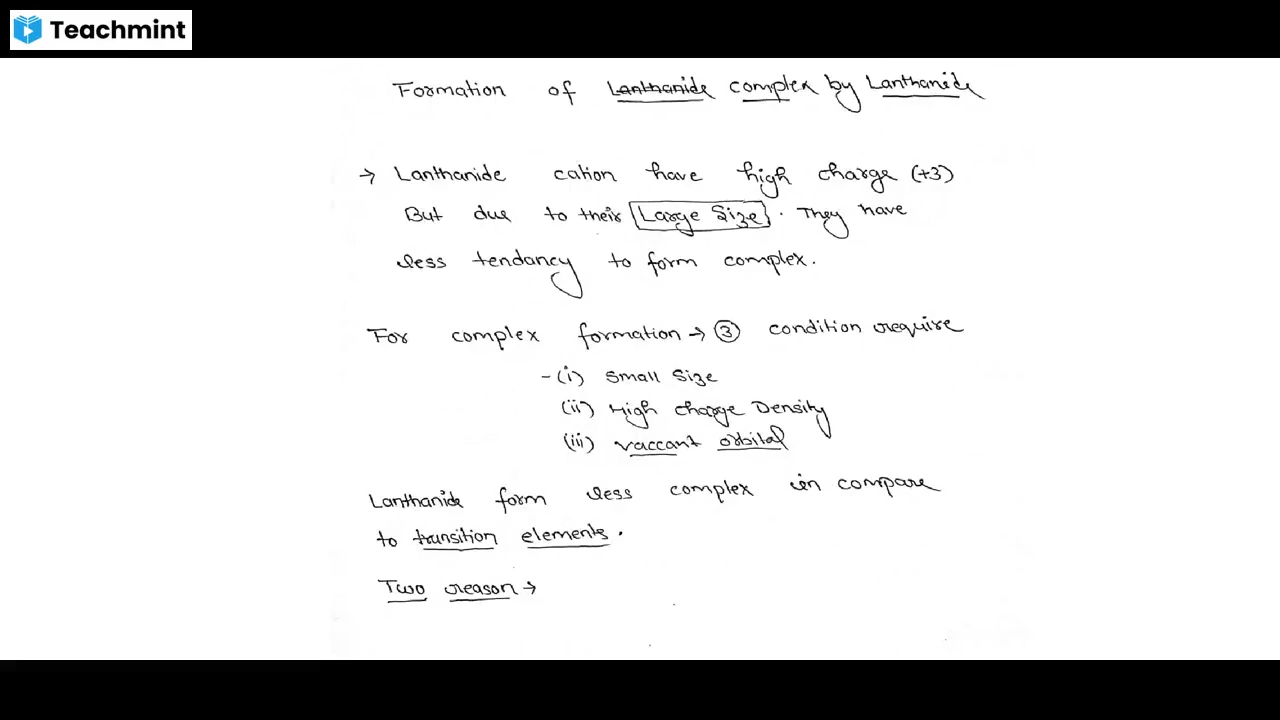 Teachmint
Formation of Lanthanide complex by Lanthanide
→ Lanthanide cation have high charge (+3)
But due to their Large Size. They have
less tendancy to form complex.
For complex formation → ③ condition require
-(i) Small Size
(ii) High Charge Density
(iii) vaccant orbital
Lanthanide form less complex in compare
to transition elements.
Two reason →